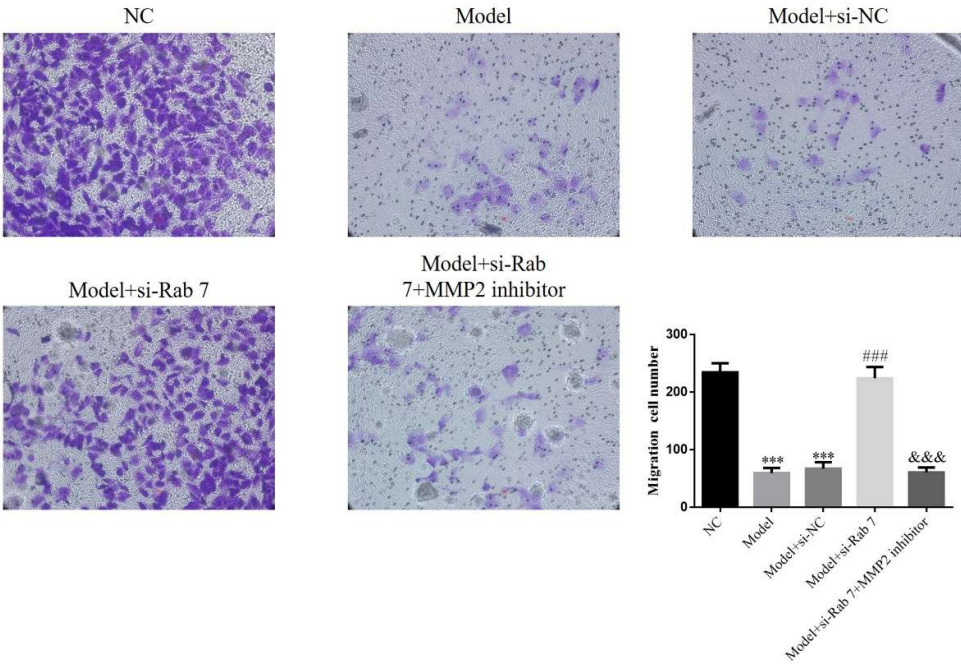 NC
Model
Model+si-NC
Model+si-Rab 7
Model+si-Rab
7+MMP2 inhibitor
Migration cell number
300
200
100
0
***
***
###
&&&
NC
Model
Model+si-NC
Model+si-Rab 7
Model+si-Rab 7+MMP2 inhibitor